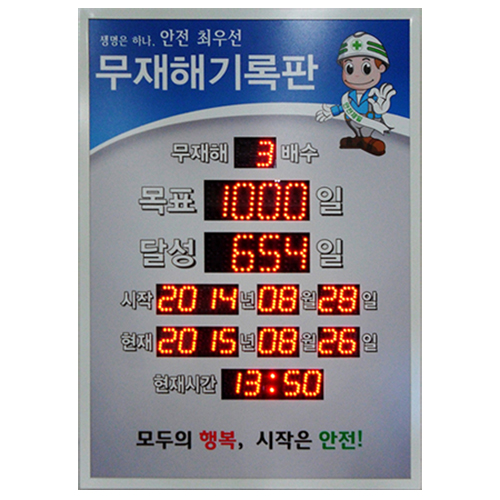 생명은 하나, 안전 최우선
무재해기록판
무재해 3 배수
목표 1000 일
달성 654 일
시작 2014 년 08 월 29 일
현재 2015 년 08 월 26 일
현재시간 13:50
모두의 행복, 시작은 안전!